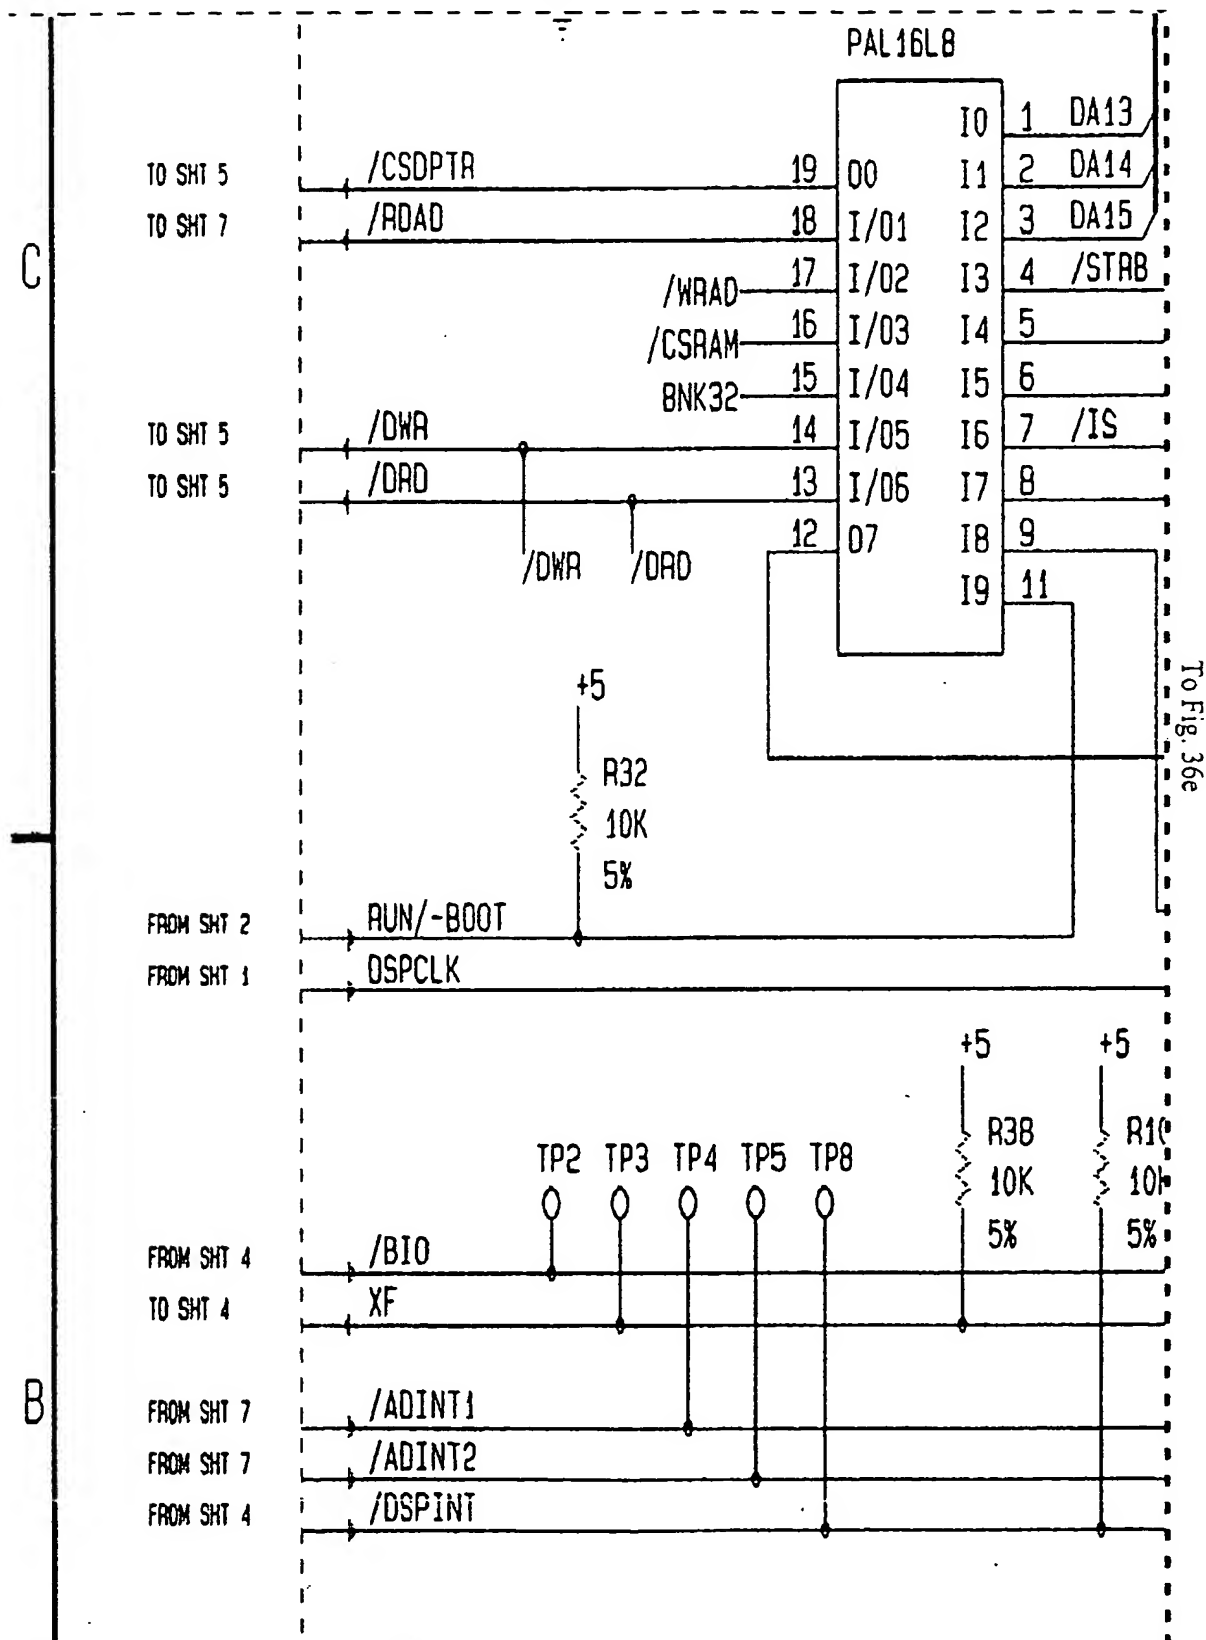 PAL16L8
I0 1 DA13
TO SHT 5 /CSDPTR 19 O0 I1 2 DA14
TO SHT 7 /RDAD 18 I/O1 I2 3 DA15
C
/WRAD 17 I/O2 I3 4 /STRB
/CSRAM 16 I/O3 I4 5
BNK32 15 I/O4 I5 6
TO SHT 5 /DWR 14 I/O5 I6 7 /IS
TO SHT 5 /DRD 13 I/O6 I7 8
12 O7 I8 9
/DWR /DRD
I9 11
+5
To Fig. 36e
R32
10K
5%
FROM SHT 2 RUN/-BOOT
FROM SHT 1 DSPCLK
+5 +5
R38
TP2 TP3 TP4 TP5 TP8
10K
5% 5%
FROM SHT 4 /BIO
TO SHT 4 XF
B
FROM SHT 7 /ADINT1
FROM SHT 7 /ADINT2
FROM SHT 4 /DSPINT